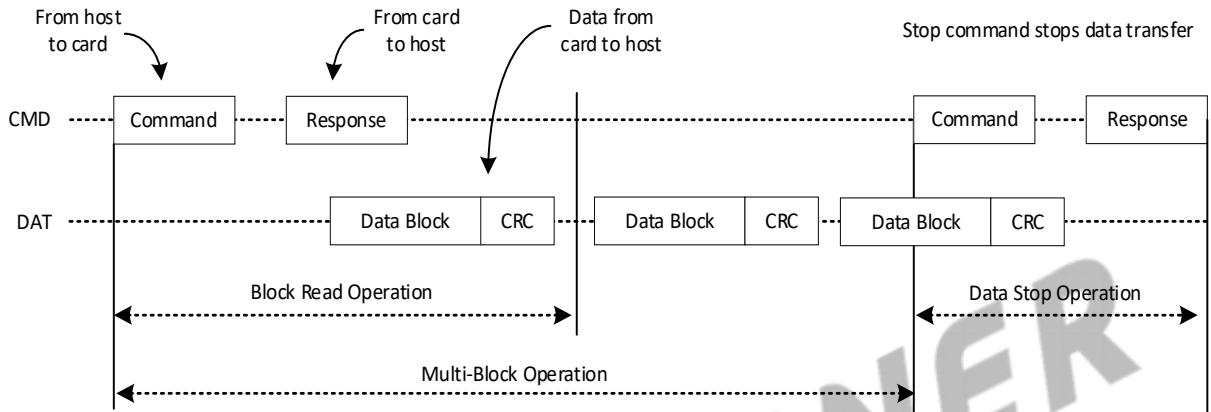 From host
to card
From card
to host
Data from
card to host
Stop command stops data transfer
CMD
Command
Response
Command
Response
DAT
Data Block
CRC
Data Block
CRC
Data Block
CRC
Block Read Operation
Data Stop Operation
Multi-Block Operation
NER